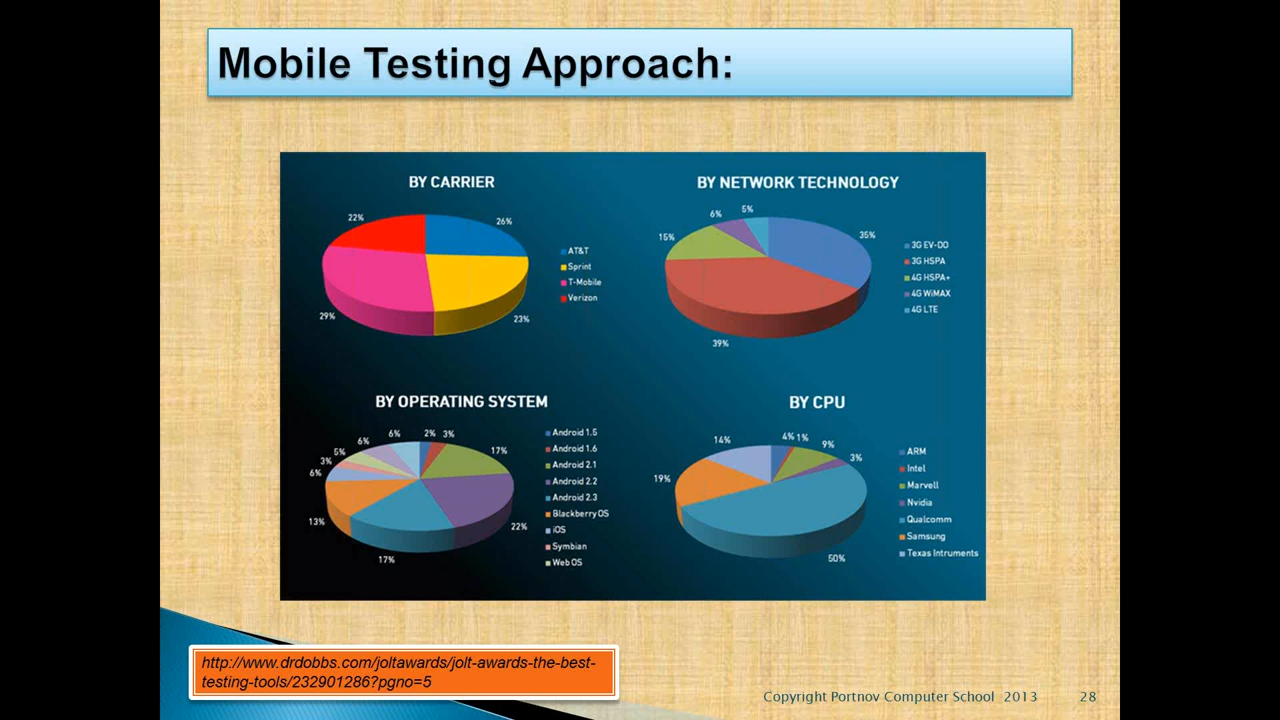 Mobile Testing Approach:
BY CARRIER
22%
26%
29%
23%
AT&T
Sprint
T-Mobile
Verizon
BY NETWORK TECHNOLOGY
5%
6%
15%
35%
39%
3G EV-DO
3G HSPA
4G HSPA+
4G WiMAX
4G LTE
BY OPERATING SYSTEM
6%
2%
3%
6%
5%
3%
6%
17%
13%
22%
17%
Android 1.5
Android 1.6
Android 2.1
Android 2.2
Android 2.3
Blackberry OS
iOS
Symbian
Web OS
BY CPU
14%
4%
1%
9%
3%
19%
50%
ARM
Intel
Marvell
Nvidia
Qualcomm
Samsung
Texas Intruments
http://www.drdobbs.com/joltawards/jolt-awards-the-best-
testing-tools/232901286?pgno=5
Copyright Portnov Computer School 2013
28